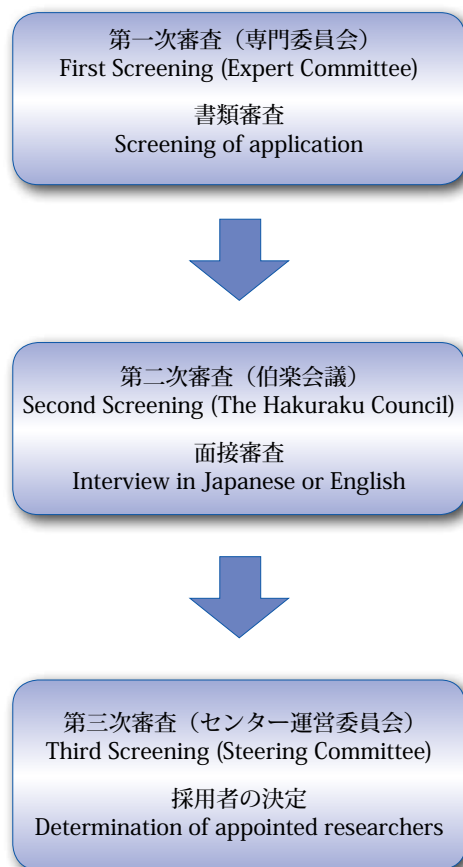 第一次審査（専門委員会）
First Screening (Expert Committee)
書類審査
Screening of application
第二次審査（伯楽会議）
Second Screening (The Hakuraku Council)
面接審査
Interview in Japanese or English
第三次審査（センター運営委員会）
Third Screening (Steering Committee)
採用者の決定
Determination of appointed researchers